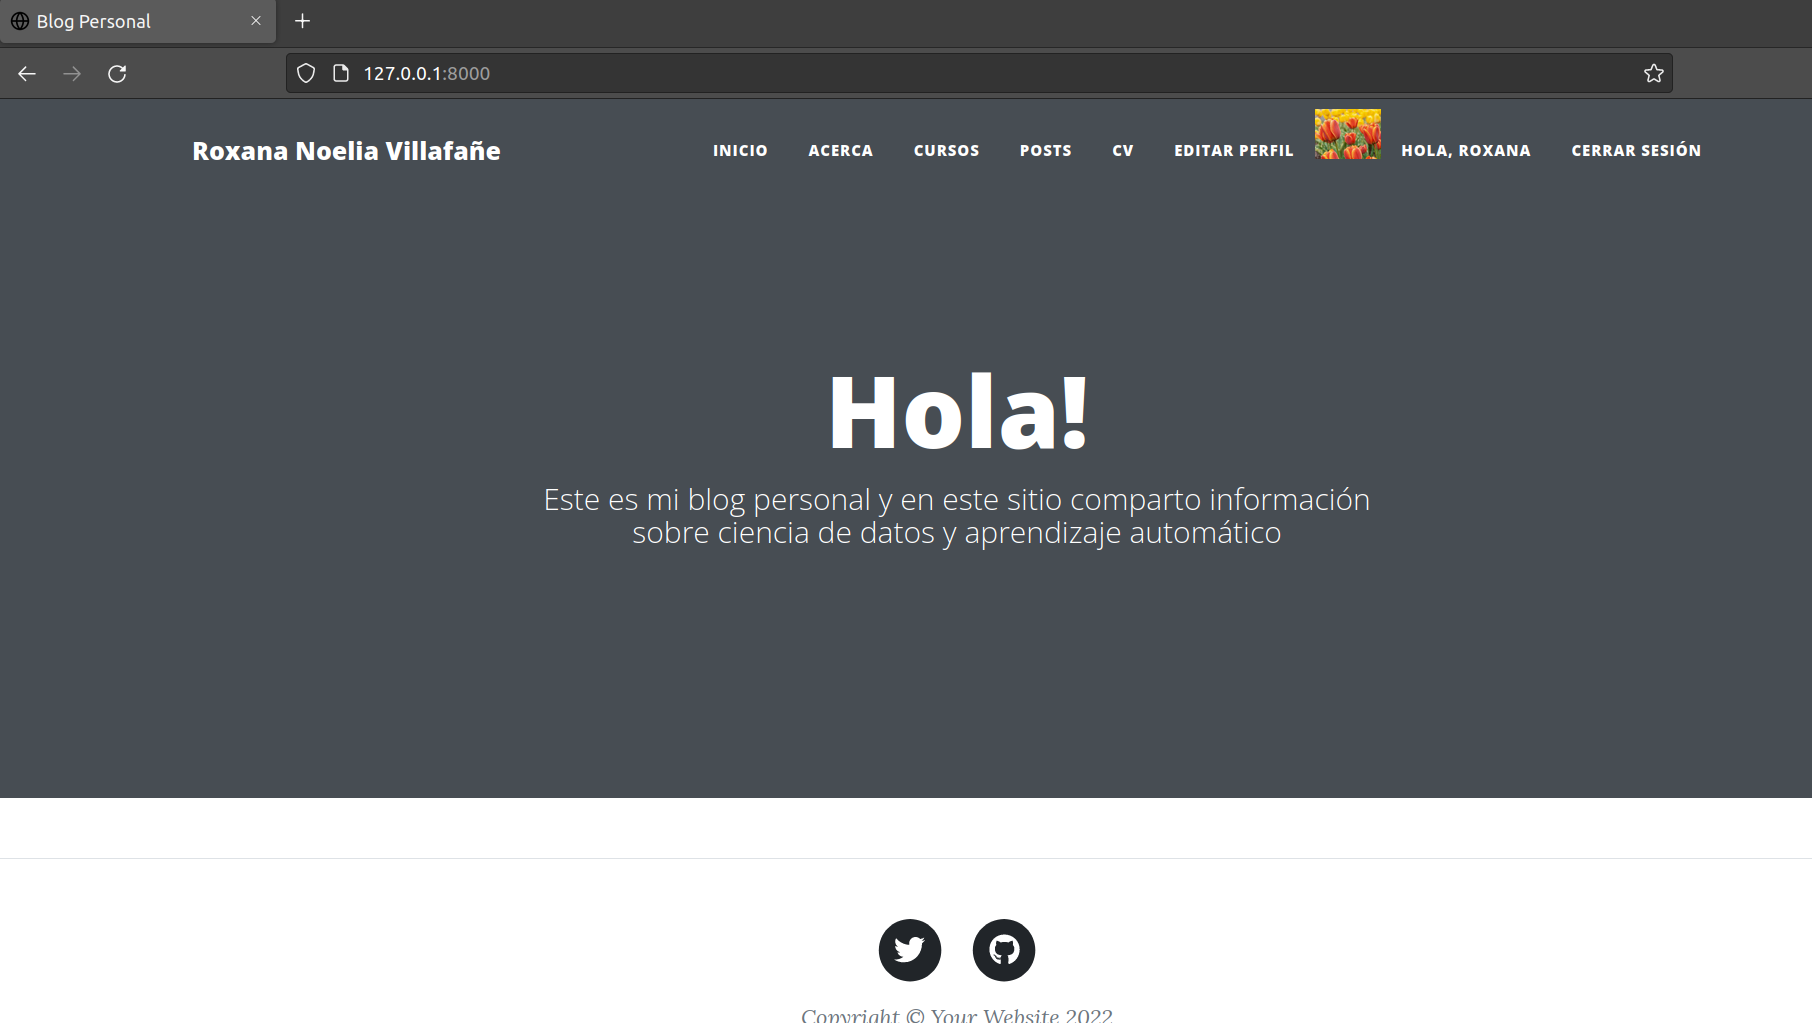 Blog Personal
127.0.0.1:8000
Roxana Noelia Villafañe
INICIO
ACERCA
CURSOS
POSTS
CV
EDITAR PERFIL
HOLA, ROXANA
CERRAR SESIÓN
Hola!
Este es mi blog personal y en este sitio comparto información
sobre ciencia de datos y aprendizaje automático
Copyright © Your Website 2022